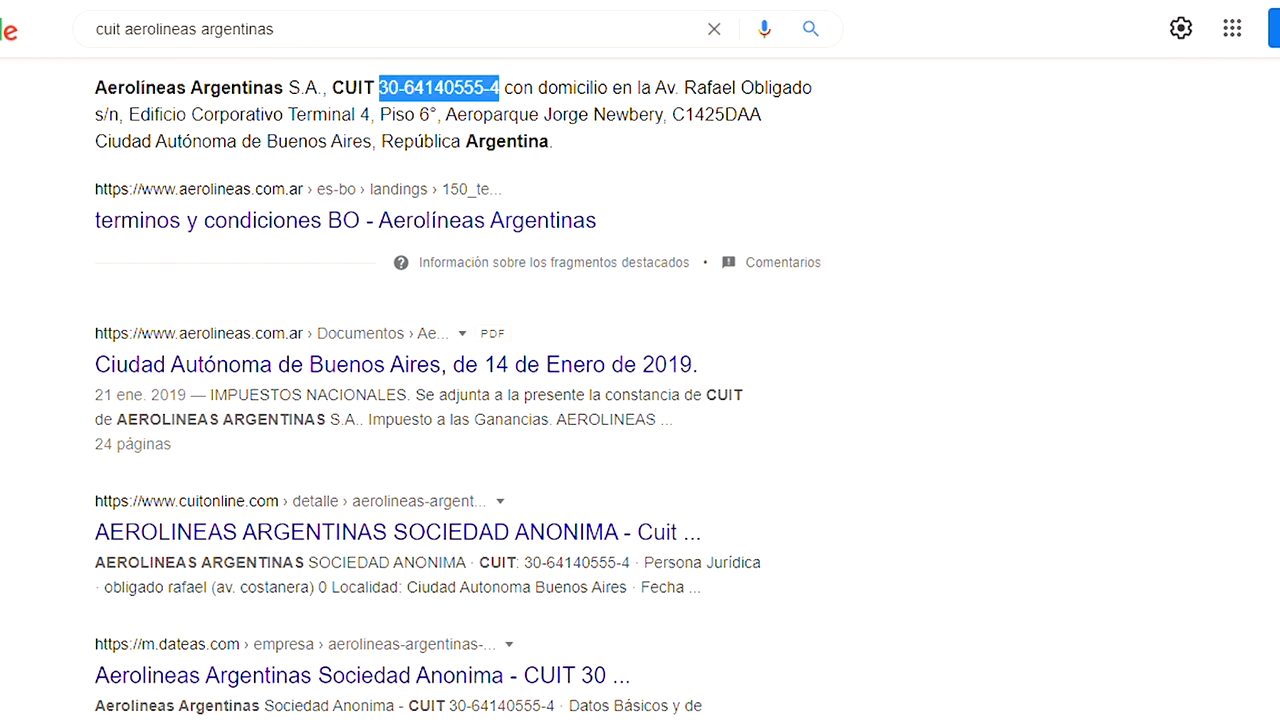 le
cuit aerolineas argentinas
Aerolíneas Argentinas S.A., CUIT 30-64140555-4 con domicilio en la Av. Rafael Obligado
s/n, Edificio Corporativo Terminal 4, Piso 6°, Aeroparque Jorge Newbery, C1425DAA
Ciudad Autónoma de Buenos Aires, República Argentina.
https://www.aerolineas.com.ar › es-bo › landings › 150_te...
terminos y condiciones BO - Aerolíneas Argentinas
Información sobre los fragmentos destacados • Comentarios
https://www.aerolineas.com.ar › Documentos › Ae... PDF
Ciudad Autónoma de Buenos Aires, de 14 de Enero de 2019.
21 ene. 2019 — IMPUESTOS NACIONALES. Se adjunta a la presente la constancia de CUIT
de AEROLINEAS ARGENTINAS S.A.. Impuesto a las Ganancias. AEROLINEAS ...
24 páginas
https://www.cuitonline.com › detalle › aerolineas-argent...
AEROLINEAS ARGENTINAS SOCIEDAD ANONIMA - Cuit ...
AEROLINEAS ARGENTINAS SOCIEDAD ANONIMA · CUIT: 30-64140555-4 · Persona Jurídica
· obligado rafael (av. costanera) 0 Localidad: Ciudad Autonoma Buenos Aires · Fecha ...
https://m.dateas.com › empresa › aerolineas-argentinas-...
Aerolineas Argentinas Sociedad Anonima - CUIT 30 ...
Aerolineas Argentinas Sociedad Anonima - CUIT 30-64140555-4 · Datos Básicos y de